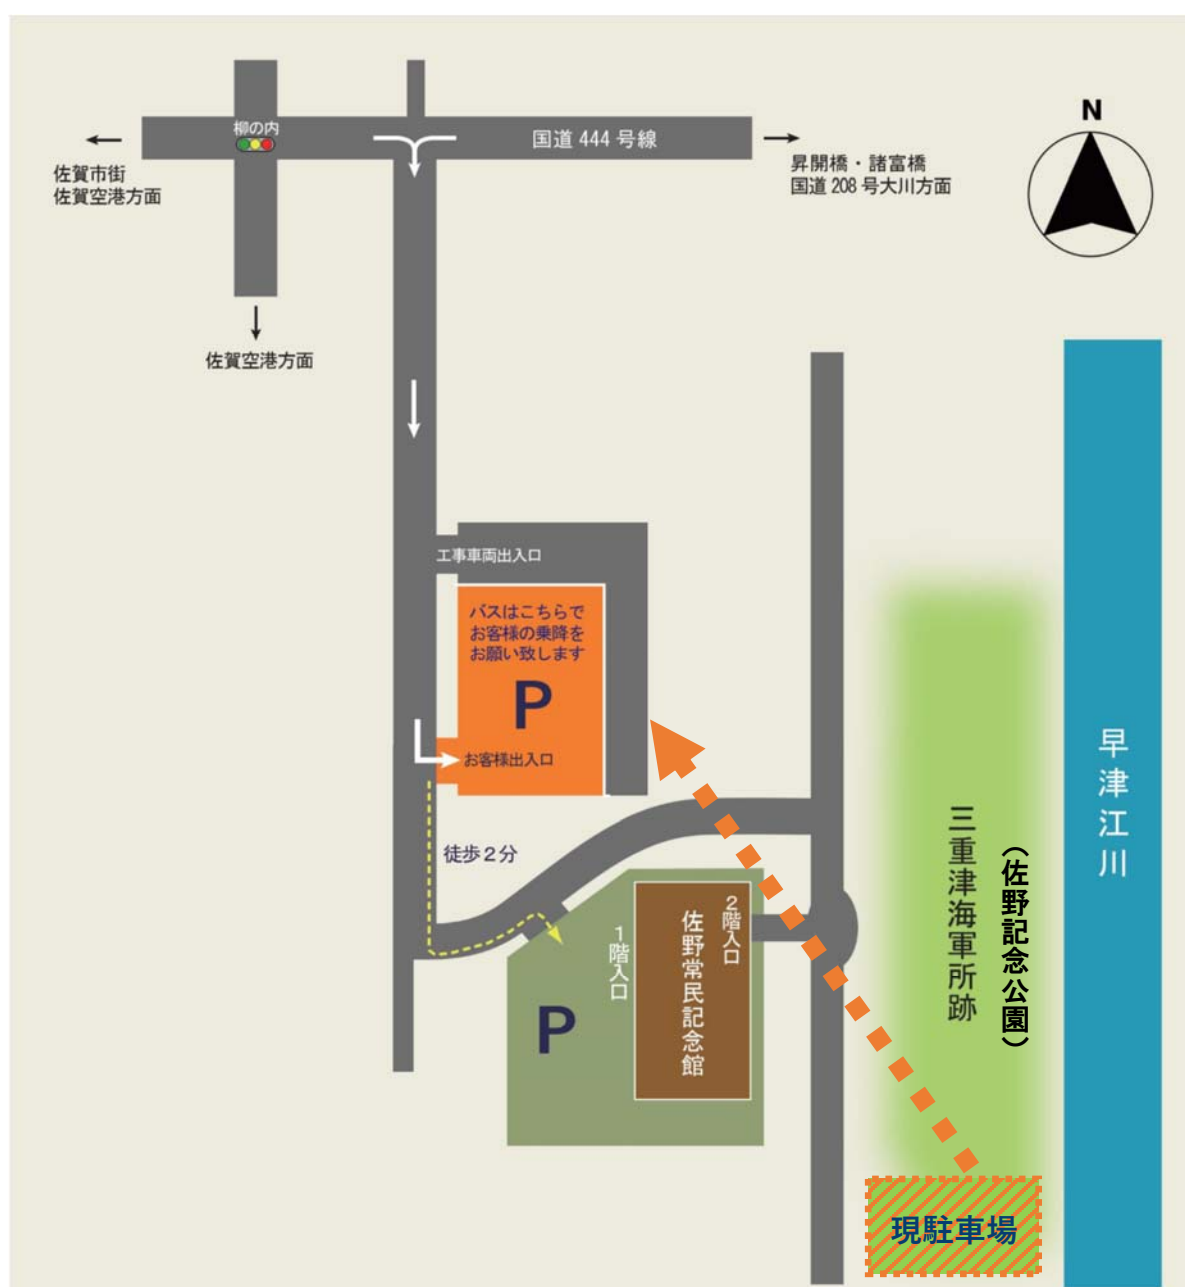 N
柳の内
国道 444 号線
佐賀市街
佐賀空港方面
昇開橋・諸富橋
国道 208 号大川方面
佐賀空港方面
工事車両出入口
バスはこちらで
お客様の乗降を
お願い致します
P
お客様出入口
徒歩2分
1階入口
佐野常民記念館
2階入口
P
三重津海軍所跡
（佐野記念公園）
早津江川
現駐車場